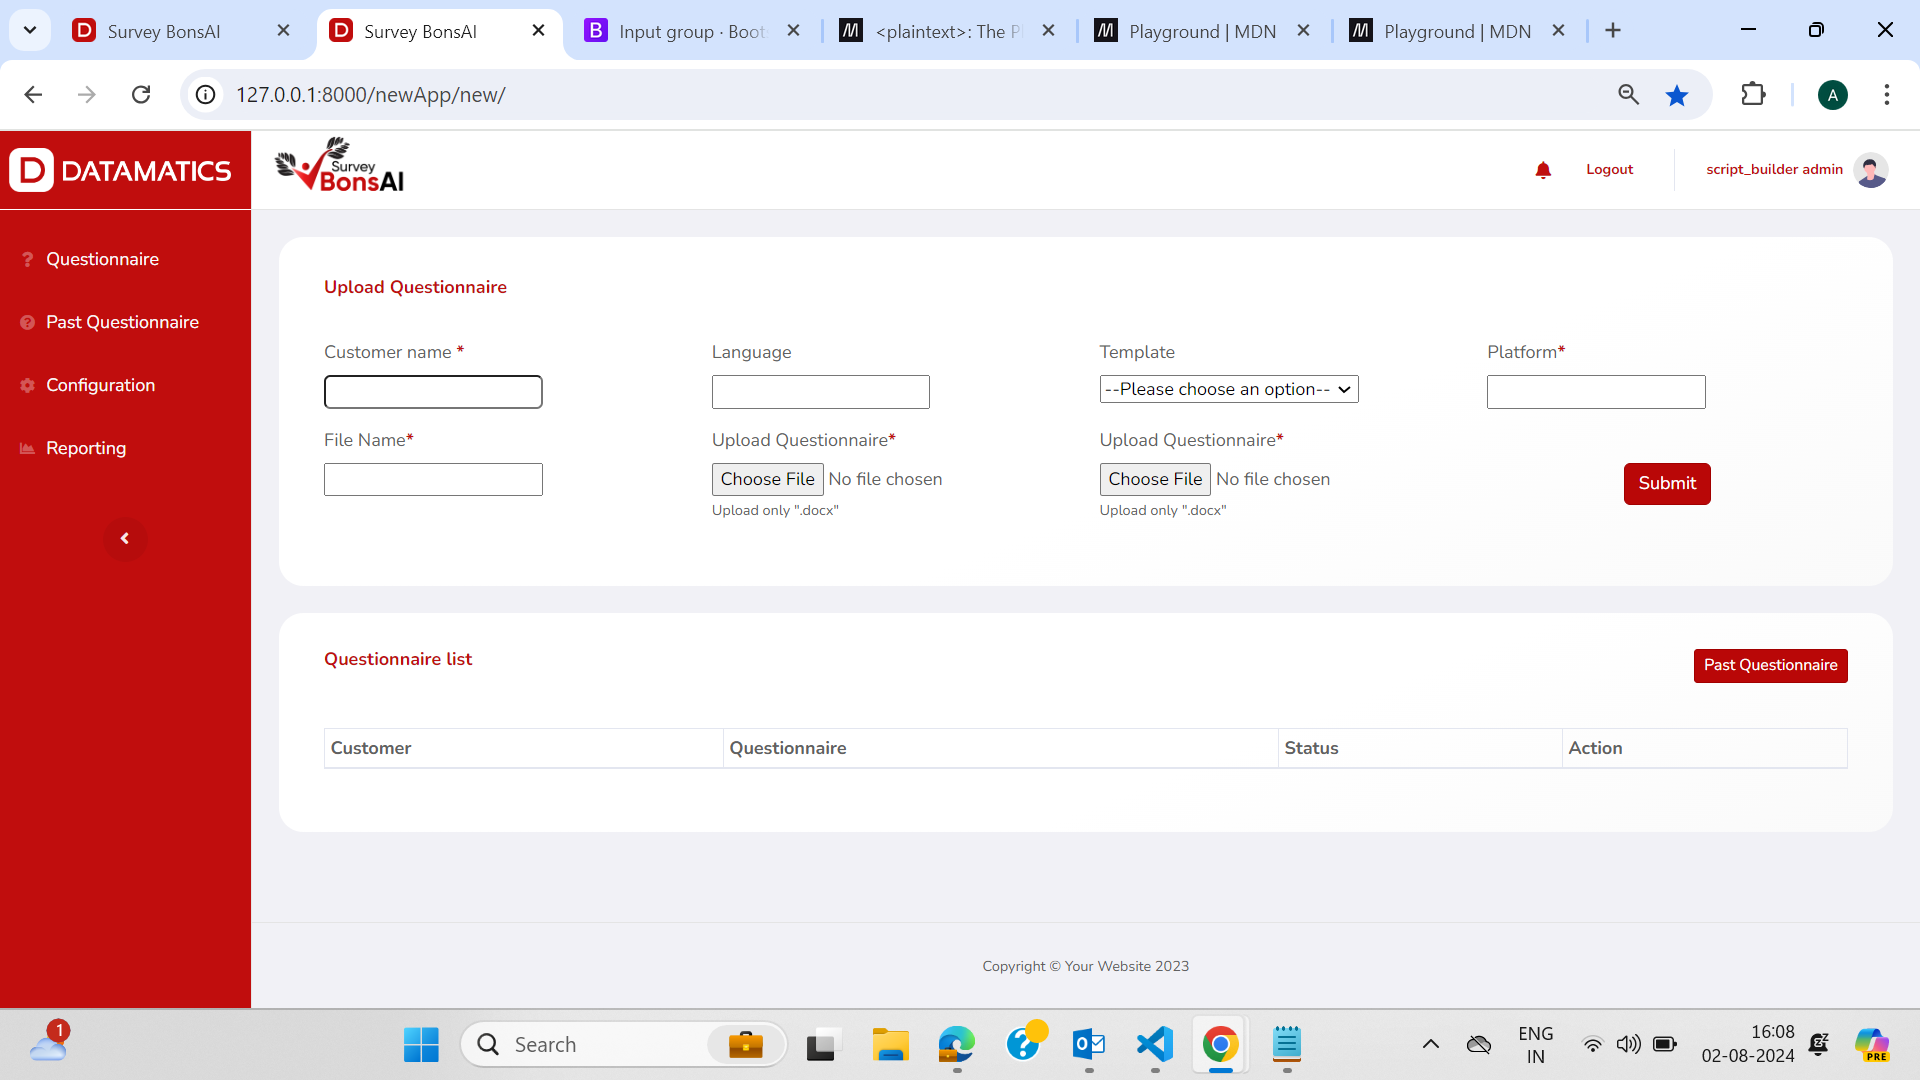 Survey BonsAI
Survey BonsAI
Input group · Boot
<plaintext>: The P
Playground | MDN
Playground | MDN
127.0.0.1:8000/newApp/new/
A
D DATAMATICS
Survey
BonsAI
Logout
script_builder admin
Questionnaire
Past Questionnaire
Configuration
Reporting
Upload Questionnaire
Customer name *
Language
Template
Platform*
--Please choose an option--
File Name*
Upload Questionnaire*
Upload Questionnaire*
Choose File No file chosen
Choose File No file chosen
Submit
Upload only ".docx"
Upload only ".docx"
Questionnaire list
Past Questionnaire
Customer
Questionnaire
Status
Action
Copyright © Your Website 2023
1
Search
ENG
IN
16:08
02-08-2024
PRE